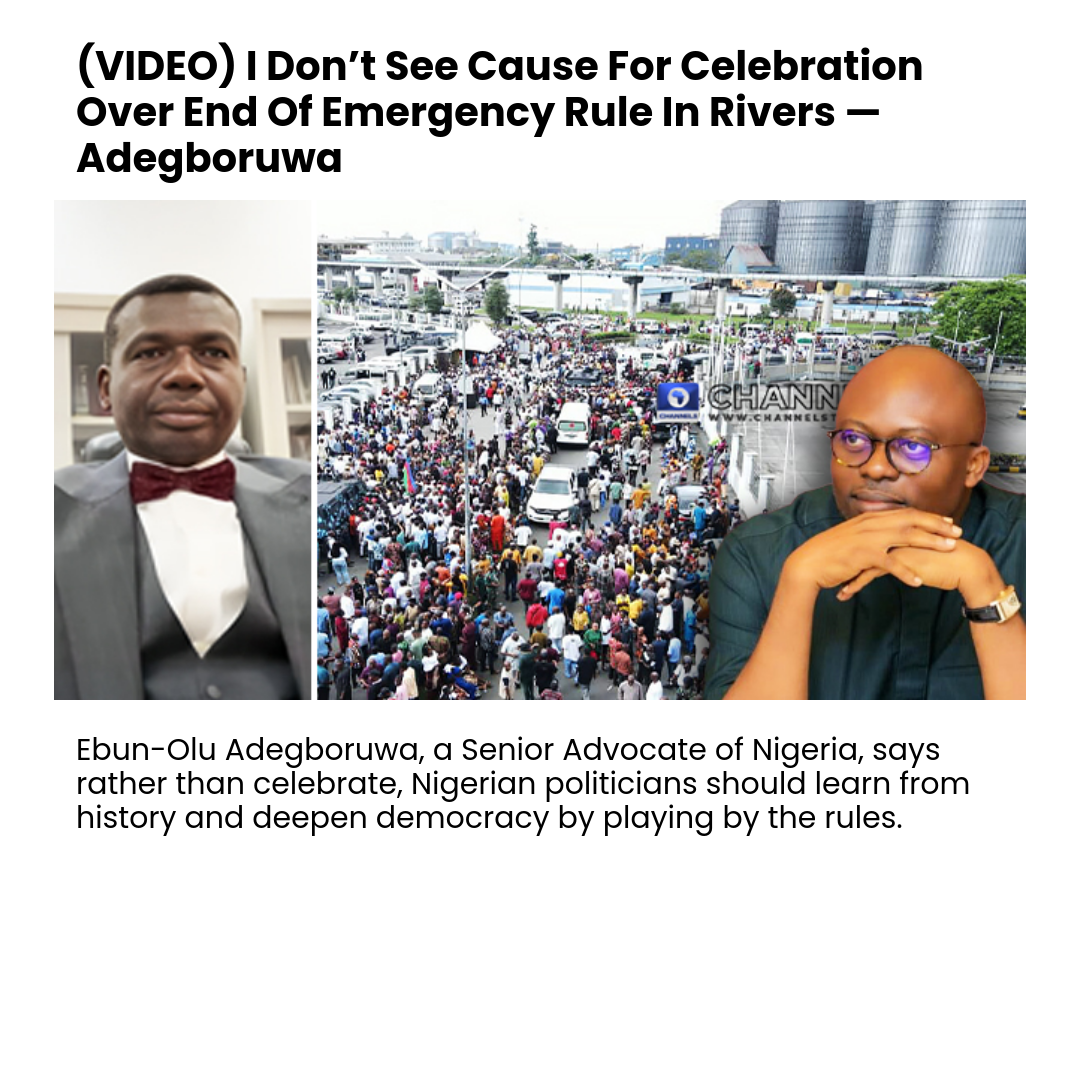 (VIDEO) I Don’t See Cause For Celebration
Over End Of Emergency Rule In Rivers —
Adegboruwa
CHANNELS
CHANN
WWW.CHANNELST
Ebun-Olu Adegboruwa, a Senior Advocate of Nigeria, says
rather than celebrate, Nigerian politicians should learn from
history and deepen democracy by playing by the rules.